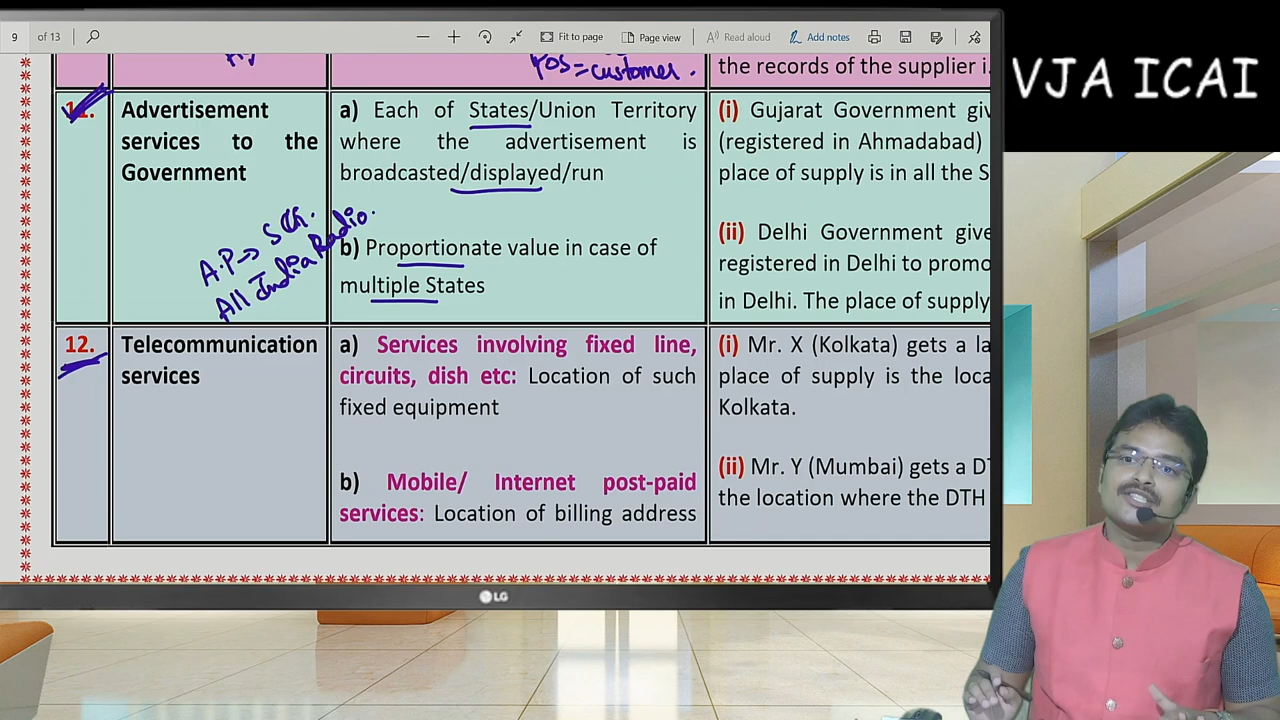 9 of 13
Fit to page
Page view
Read aloud
Add notes
VJA ICAI
POS =
customer.
the records of the supplier i.
11.
Advertisement
services to the
Government
a) Each of States/Union Territory
where the advertisement is
broadcasted/displayed/run
b) Proportionate value in case of
multiple States
A.P → S.G.
All India Radio.
(i) Gujarat Government giv
(registered in Ahmadabad)
place of supply is in all the S
(ii) Delhi Government give
registered in Delhi to promo
in Delhi. The place of supply
12.
Telecommunication
services
a) Services involving fixed line,
circuits, dish etc: Location of such
fixed equipment
b) Mobile/ Internet post-paid
services: Location of billing address
(i) Mr. X (Kolkata) gets a la
place of supply is the loca
Kolkata.
(ii) Mr. Y (Mumbai) gets a DT
the location where the DTH
LG